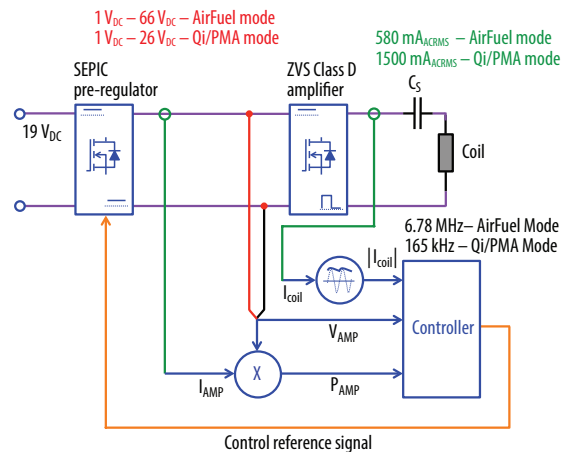 1 VDC – 66 VDC – AirFuel mode
1 VDC – 26 VDC – Qi/PMA mode
580 mAACRMS – AirFuel mode
1500 mAACRMS – Qi/PMA mode
SEPIC
pre-regulator
ZVS Class D
amplifier
CS
19 VDC
Coil
6.78 MHz– AirFuel Mode
165 kHz – Qi/PMA Mode
|Icoil|
Icoil
VAMP
Controller
X
IAMP
PAMP
Control reference signal